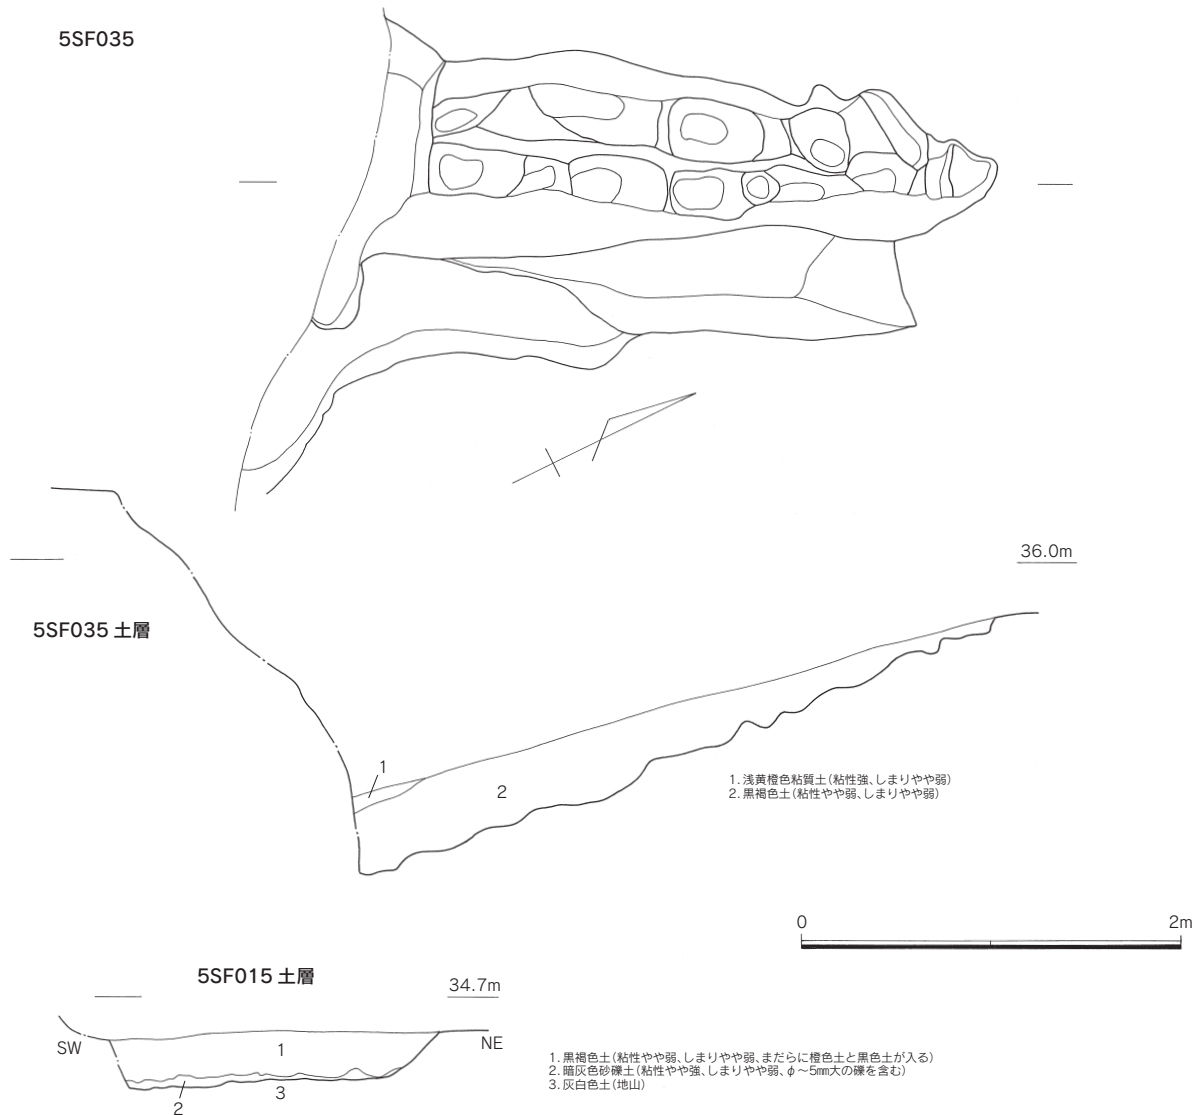 5SF035
36.0m
5SF035 土層
1
2
1. 浅黄橙色粘質土(粘性強、しまりやや弱)
2. 黒褐色土(粘性やや弱、しまりやや弱)
0 2m
5SF015 土層
34.7m
SW
NE
1
2
3
1. 黒褐色土(粘性やや弱、しまりやや弱、まだらに橙色土と黒色土が入る)
2. 暗灰色砂礫土(粘性やや強、しまりやや弱、φ～5㎜大の礫を含む)
3. 灰白色土(地山)